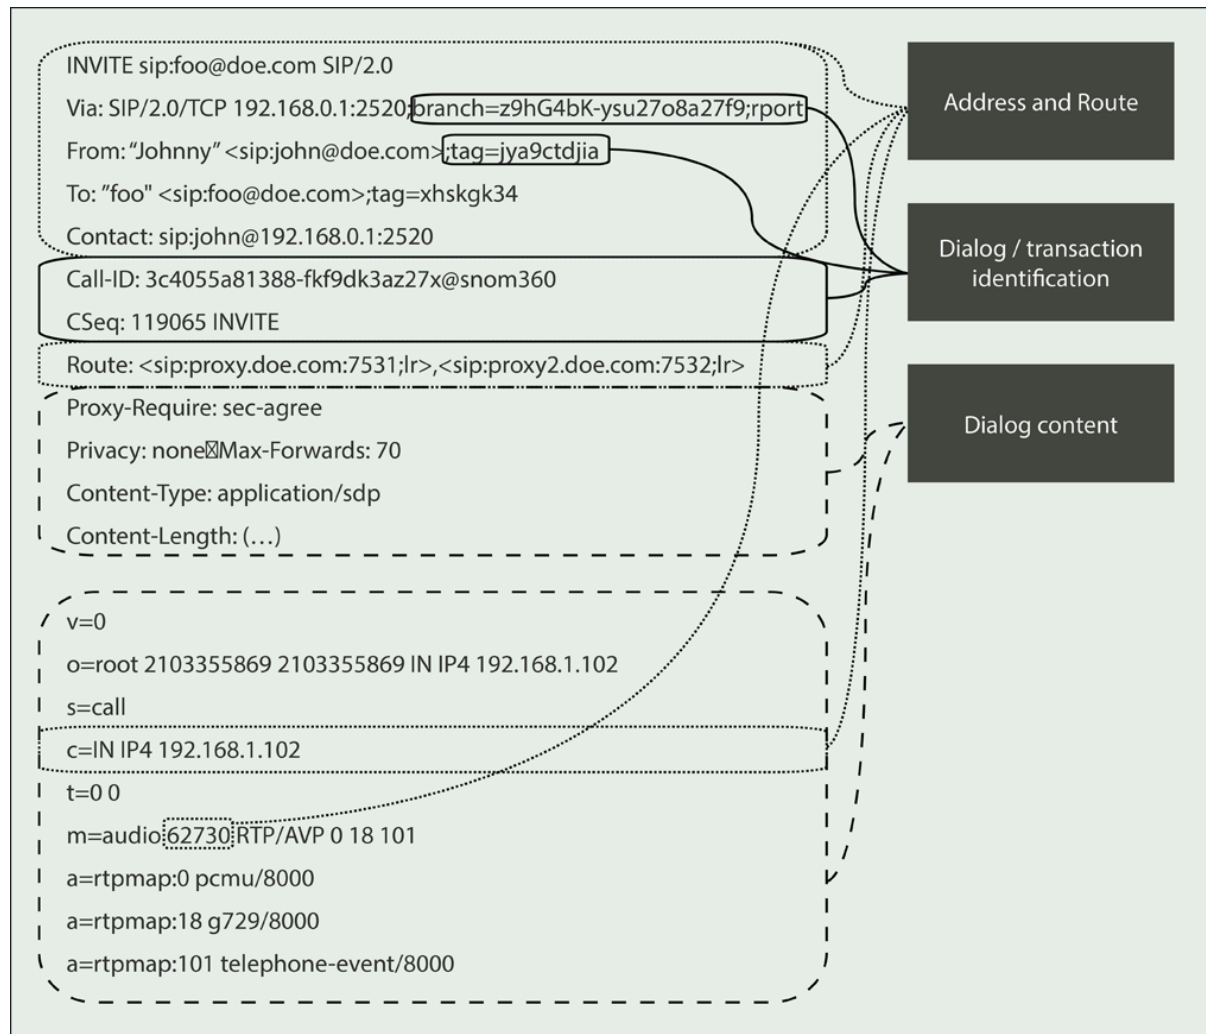 INVITE sip:foo@doe.com SIP/2.0
Via: SIP/2.0/TCP 192.168.0.1:2520;branch=z9hG4bK-ysu27o8a27f9;rport
From: “Johnny” <sip:john@doe.com>;tag=jya9ctdjia
To: ”foo" <sip:foo@doe.com>;tag=xhskgk34
Contact: sip:john@192.168.0.1:2520
Call-ID: 3c4055a81388-fkf9dk3az27x@snom360
CSeq: 119065 INVITE
Route: <sip:proxy.doe.com:7531;lr>,<sip:proxy2.doe.com:7532;lr>
Proxy-Require: sec-agree
Privacy: none☒Max-Forwards: 70
Content-Type: application/sdp
Content-Length: (…)
v=0
o=root 2103355869 2103355869 IN IP4 192.168.1.102
s=call
c=IN IP4 192.168.1.102
t=0 0
m=audio 62730 RTP/AVP 0 18 101
a=rtpmap:0 pcmu/8000
a=rtpmap:18 g729/8000
a=rtpmap:101 telephone-event/8000
Address and Route
Dialog / transaction
identification
Dialog content